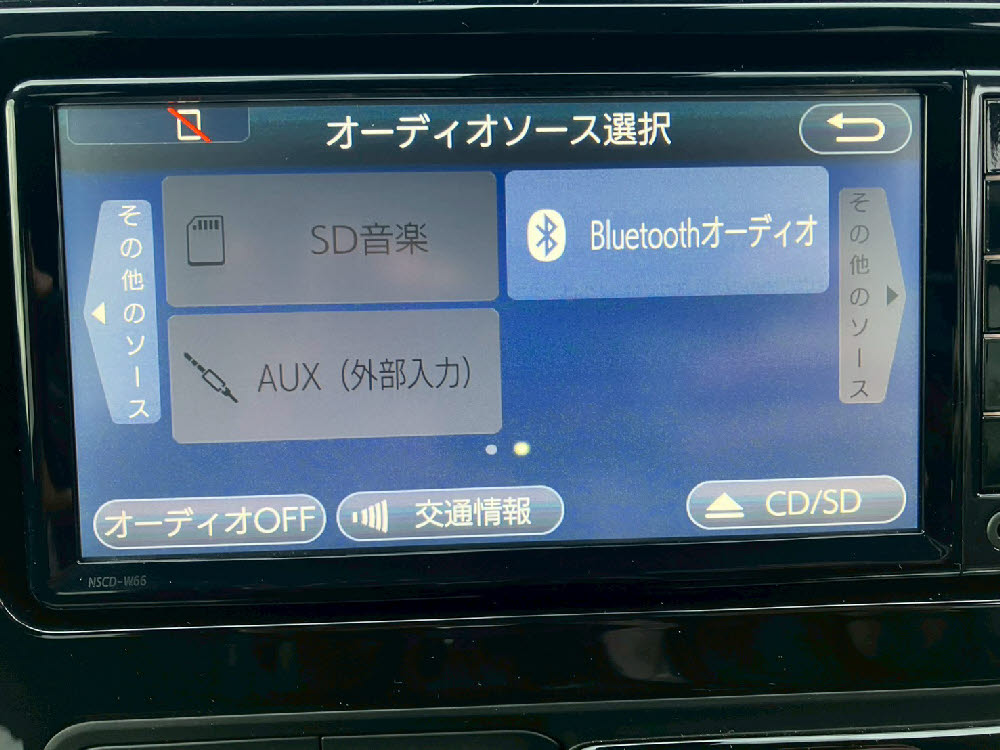 オーディオソース選択
その他のソース
SD音楽
Bluetoothオーディオ
その他のソース
AUX（外部入力）
オーディオOFF
交通情報
CD/SD
NSCD-W66